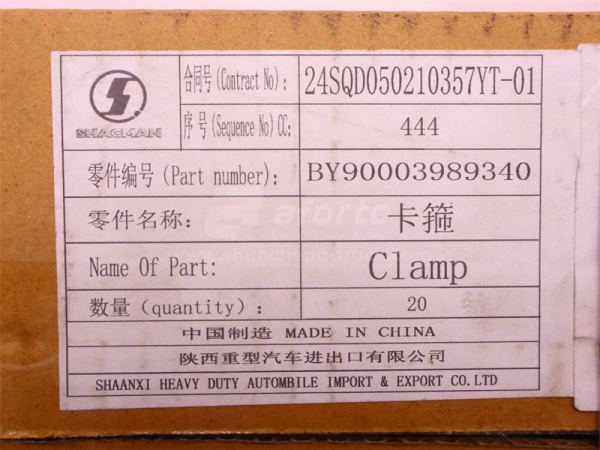 SHACMAN
合同号(Contract No): 24SQD050210357YT-01
序号(Sequence No)CC: 444
零件编号(Part number): BY90003989340
零件名称: 卡箍
Name Of Part: Clamp
数量(quantity): 20
中国制造 MADE IN CHINA
陕西重型汽车进出口有限公司
SHAANXI HEAVY DUTY AUTOMBILE IMPORT & EXPORT CO.LTD